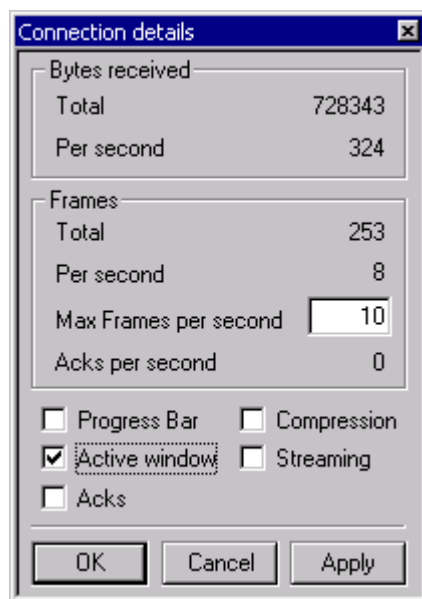 Connection details
Bytes received
Total 728343
Per second 324
Frames
Total 253
Per second 8
Max Frames per second 10
Acks per second 0
Progress Bar Compression
Active window Streaming
Acks
OK Cancel Apply